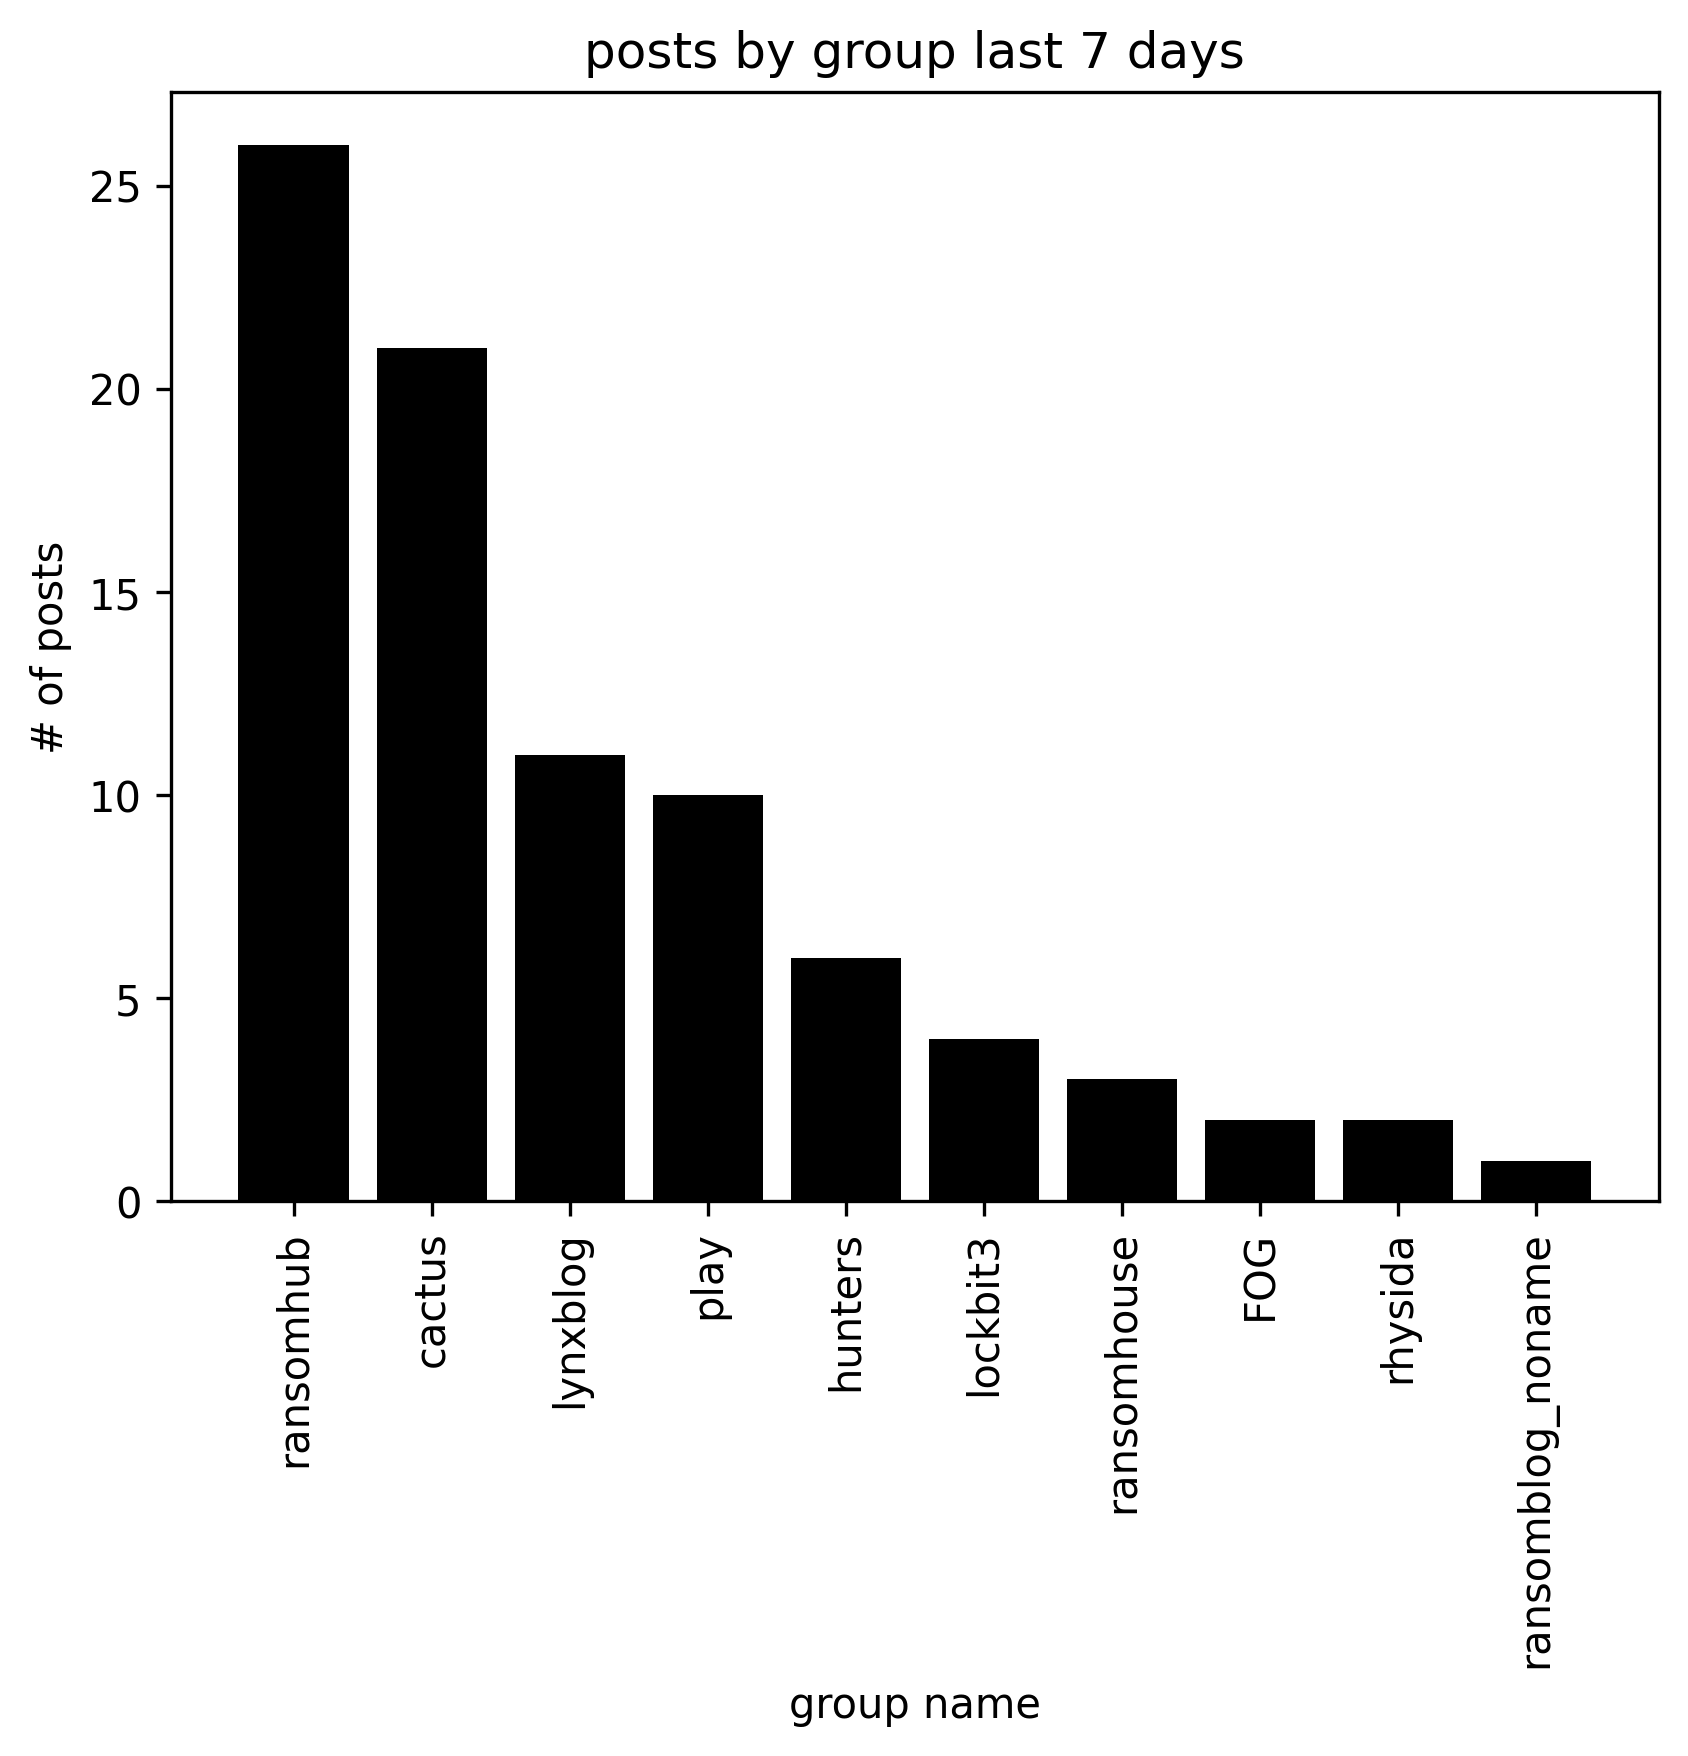 posts by group last 7 days
# of posts
25
20
15
10
5
0
ransomhub
cactus
lynxblog
play
hunters
lockbit3
ransomhouse
FOG
rhysida
ransomblog_noname
group name